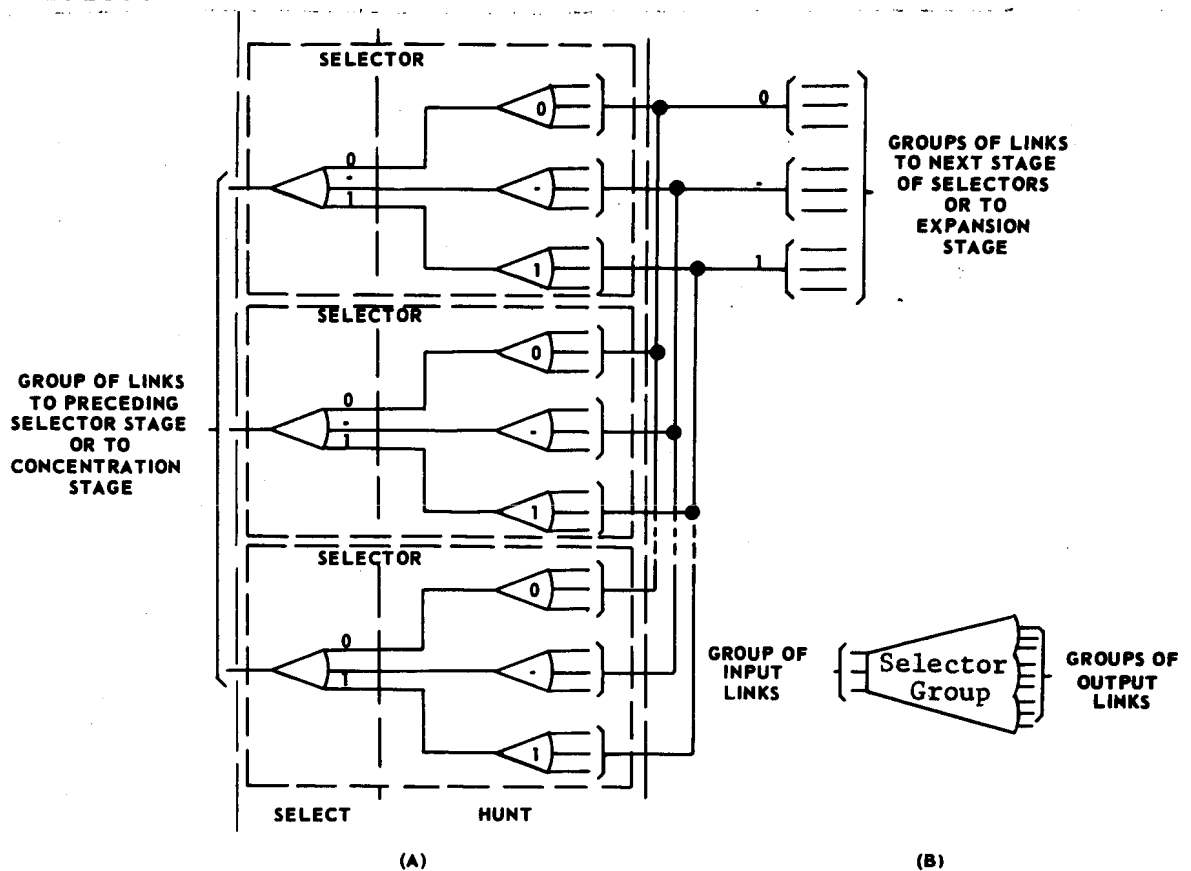 SELECTOR
0
0
-
1
-
1
0
-
1
GROUPS OF LINKS
TO NEXT STAGE
OF SELECTORS
OR TO
EXPANSION
STAGE
SELECTOR
0
0
-
1
-
1
GROUP OF LINKS
TO PRECEDING
SELECTOR STAGE
OR TO
CONCENTRATION
STAGE
SELECTOR
0
0
1
-
1
GROUP OF
INPUT
LINKS
Selector
Group
GROUPS OF
OUTPUT
LINKS
SELECT
HUNT
(A)
(B)